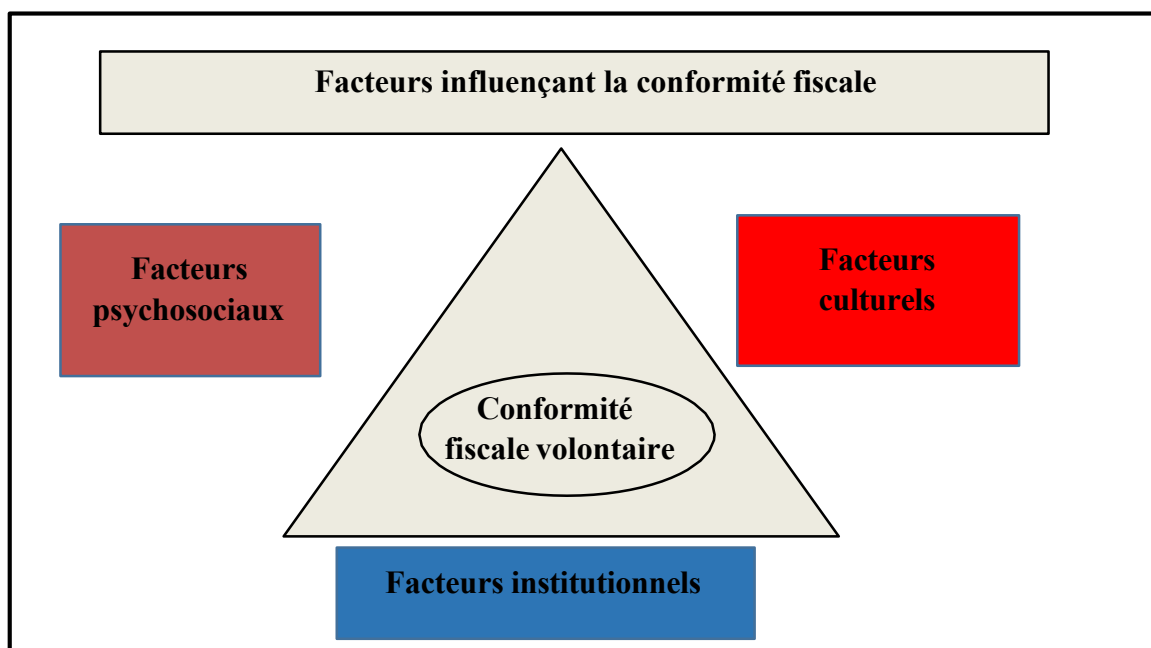 Facteurs influençant la conformité fiscale
Facteurs
psychosociaux
Facteurs
culturels
Conformité
fiscale volontaire
Facteurs institutionnels